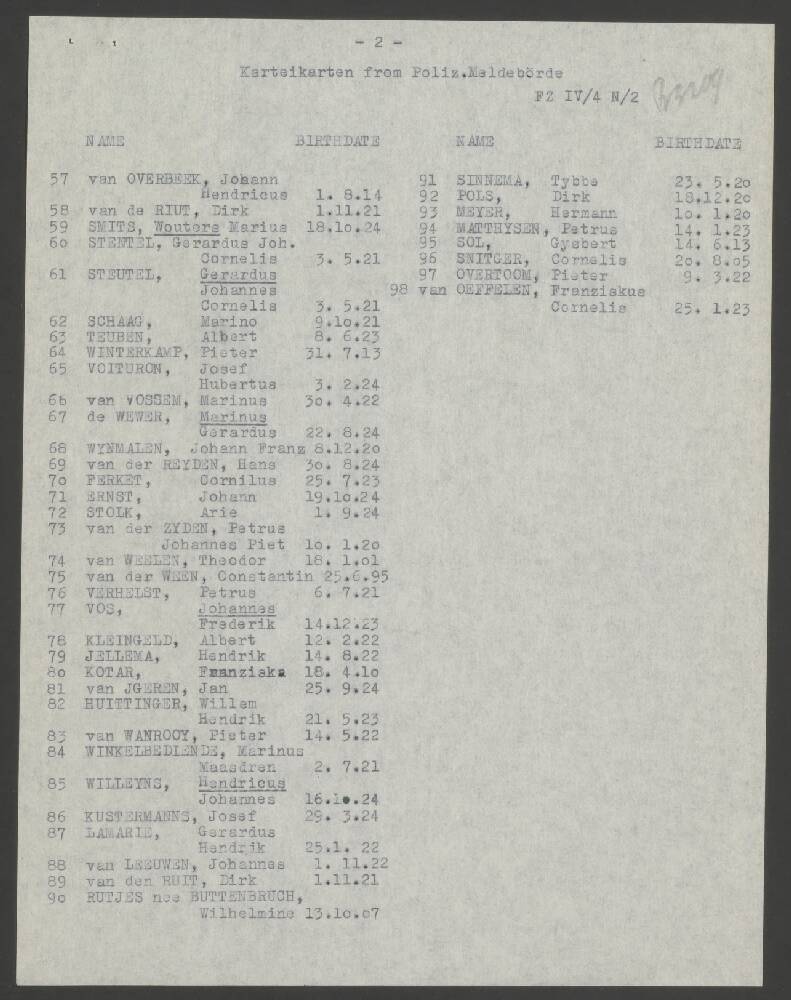 - 2 -
Karteikarten from Poliz.Meldebörde
FZ IV/4 N/2
NAME BIRTHDATE
57 van OVERBEEK, Johann
Hendricus 1. 8.14
58 van de RIUT, Dirk 1.11.21
59 SMITS, Wouters Marius 18.1o.24
6o STENTEL, Gerardus Joh.
Cornelis 3. 5.21
61 STEUTEL, Gerardus
Johannes
Cornelis 3. 5.21
62 SCHAAG, Marino 9.1o.21
63 TEUBEN, Albert 8. 6.23
64 WINTERKAMP, Pieter 31. 7.13
65 VOITURON, Josef
Hubertus 3. 2.24
66 van VOSSEM, Marinus 3o. 4.22
67 de WEWER, Marinus
Gerardus 22. 8.24
68 WYNMALEN, Johann Franz 8.12.2o
69 van der REYDEN, Hans 3o. 8.24
7o FERKET, Cornilus 25. 7.23
71 ERNST, Johann 19.1o.24
72 STOLK, Arie 1. 9.24
73 van der ZYDEN, Petrus
Johannes Piet 1o. 1.2o
74 van WEELEN, Theodor 18. 1.o1
75 van der WEEN, Constantin 25.6.95
76 VERHELST, Petrus 6. 7.21
77 VOS, Johannes
Frederik 14.12.23
78 KLEINGELD, Albert 12. 2.22
79 JELLEMA, Hendrik 14. 8.22
8o KOTAR, Franziska 18. 4.1o
81 van JGEREN, Jan 25. 9.24
82 HUITTINGER, Willem
Hendrik 21. 5.23
83 van WANROOY, Pieter 14. 5.22
84 WINKELBEDIENDE, Marinus
Maasdren 2. 7.21
85 WILLEYNS, Hendricus
Johannes 16.1o.24
86 KUSTERMANNS, Josef 29. 3.24
87 LAMARIE, Gerardus
Hendrik 25.1. 22
88 van LEEUWEN, Johannes 1. 11.22
89 van den RUIT, Dirk 1.11.21
9o RUTJES nee BUTTENBRUCH,
Wilhelmine 13.1o.o7
NAME BIRTHDATE
91 SINNEMA, Tybbe 23. 5.2o
92 POLS, Dirk 18.12.2o
93 MEYER, Hermann 1o. 1.2o
94 MATTHYSEN, Petrus 14. 1.23
95 SOL, Gysbert 14. 6.13
96 SNITGER, Cornelis 2o. 8.o5
97 OVERTOOM, Pieter 9. 3.22
98 van OEFFELEN, Franziskus
Cornelis 25. 1.23